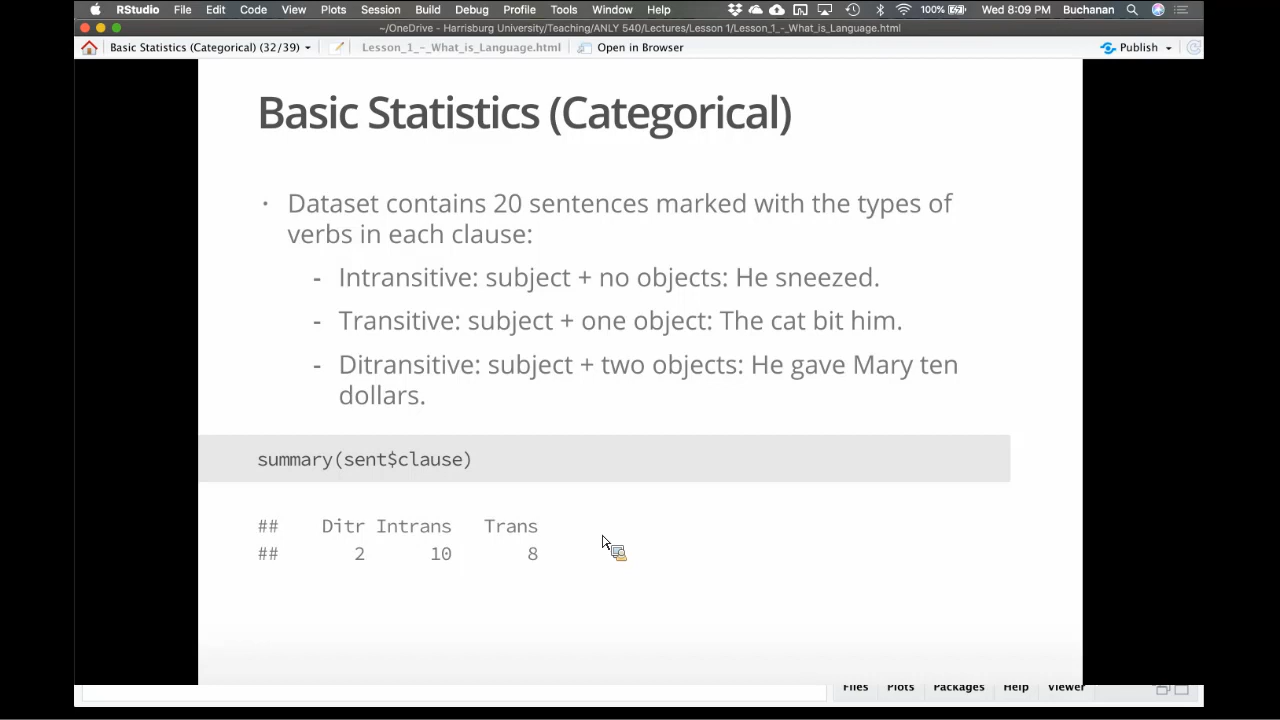 RStudio File Edit Code View Plots Session Build Debug Profile Tools Window Help 100% Wed 8:09 PM Buchanan
~/OneDrive - Harrisburg University/Teaching/ANLY 540/Lectures/Lesson 1/Lesson_1_-_What_is_Language.html
Basic Statistics (Categorical) (32/39) Lesson_1_-_What_is_Language.html Open in Browser Publish
Basic Statistics (Categorical)
· Dataset contains 20 sentences marked with the types of
verbs in each clause:
- Intransitive: subject + no objects: He sneezed.
- Transitive: subject + one object: The cat bit him.
- Ditransitive: subject + two objects: He gave Mary ten
dollars.
summary(sent$clause)
## Ditr Intrans Trans
## 2 10 8
Files Plots Packages Help Viewer